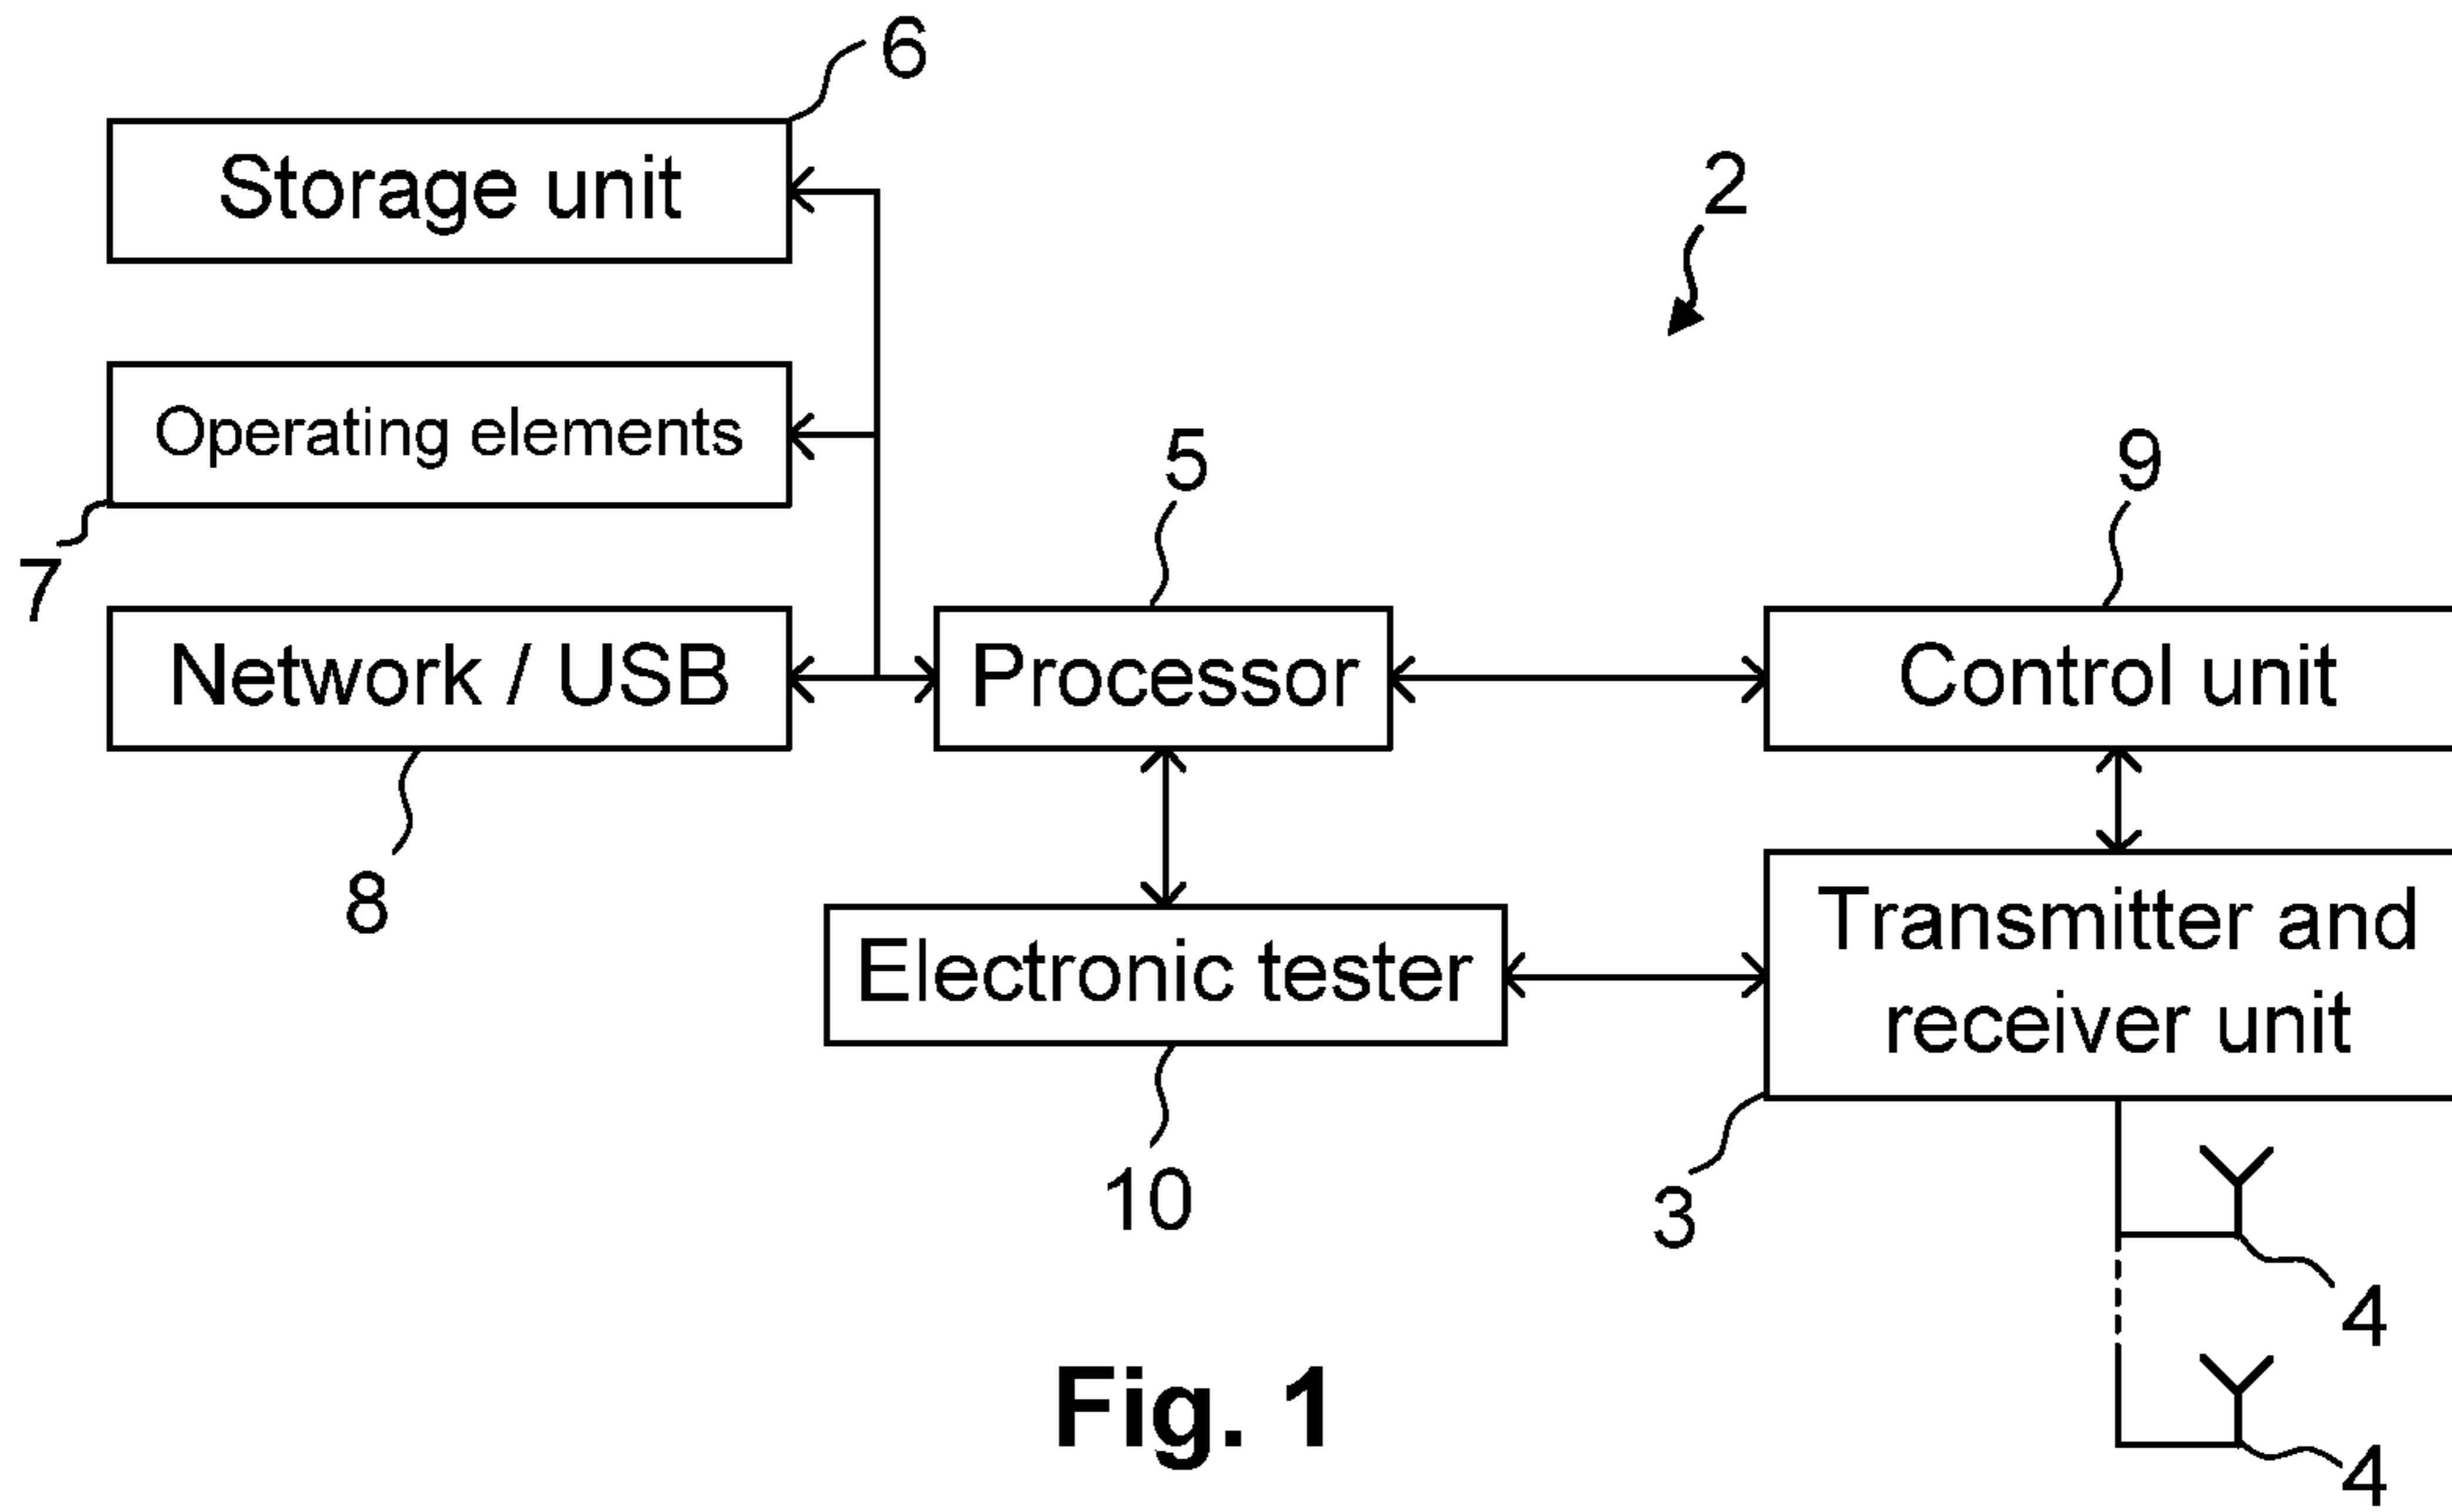 6
Storage unit
2
Operating elements
7
5
9
Network / USB
Processor
Control unit
8
Electronic tester
Transmitter and
receiver unit
10
3
4
4
Fig. 1